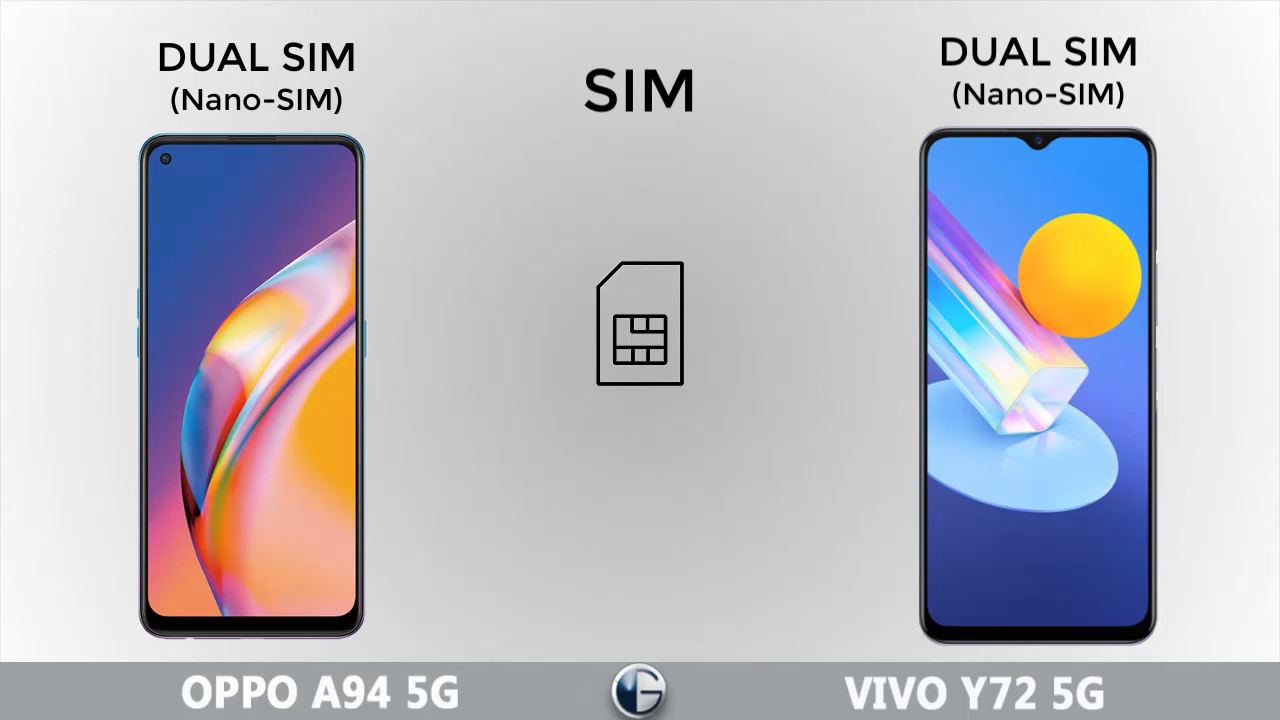 DUAL SIM
(Nano-SIM)
SIM
DUAL SIM
(Nano-SIM)
OPPO A94 5G
G
VIVO Y72 5G